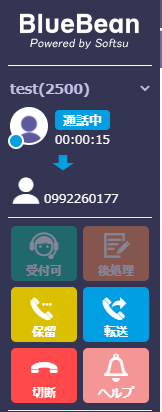 BlueBean
Powered by Softsu
test(2500)
通話中
00:00:15
0992260177
受付可
後処理
保留
転送
切断
ヘルプ